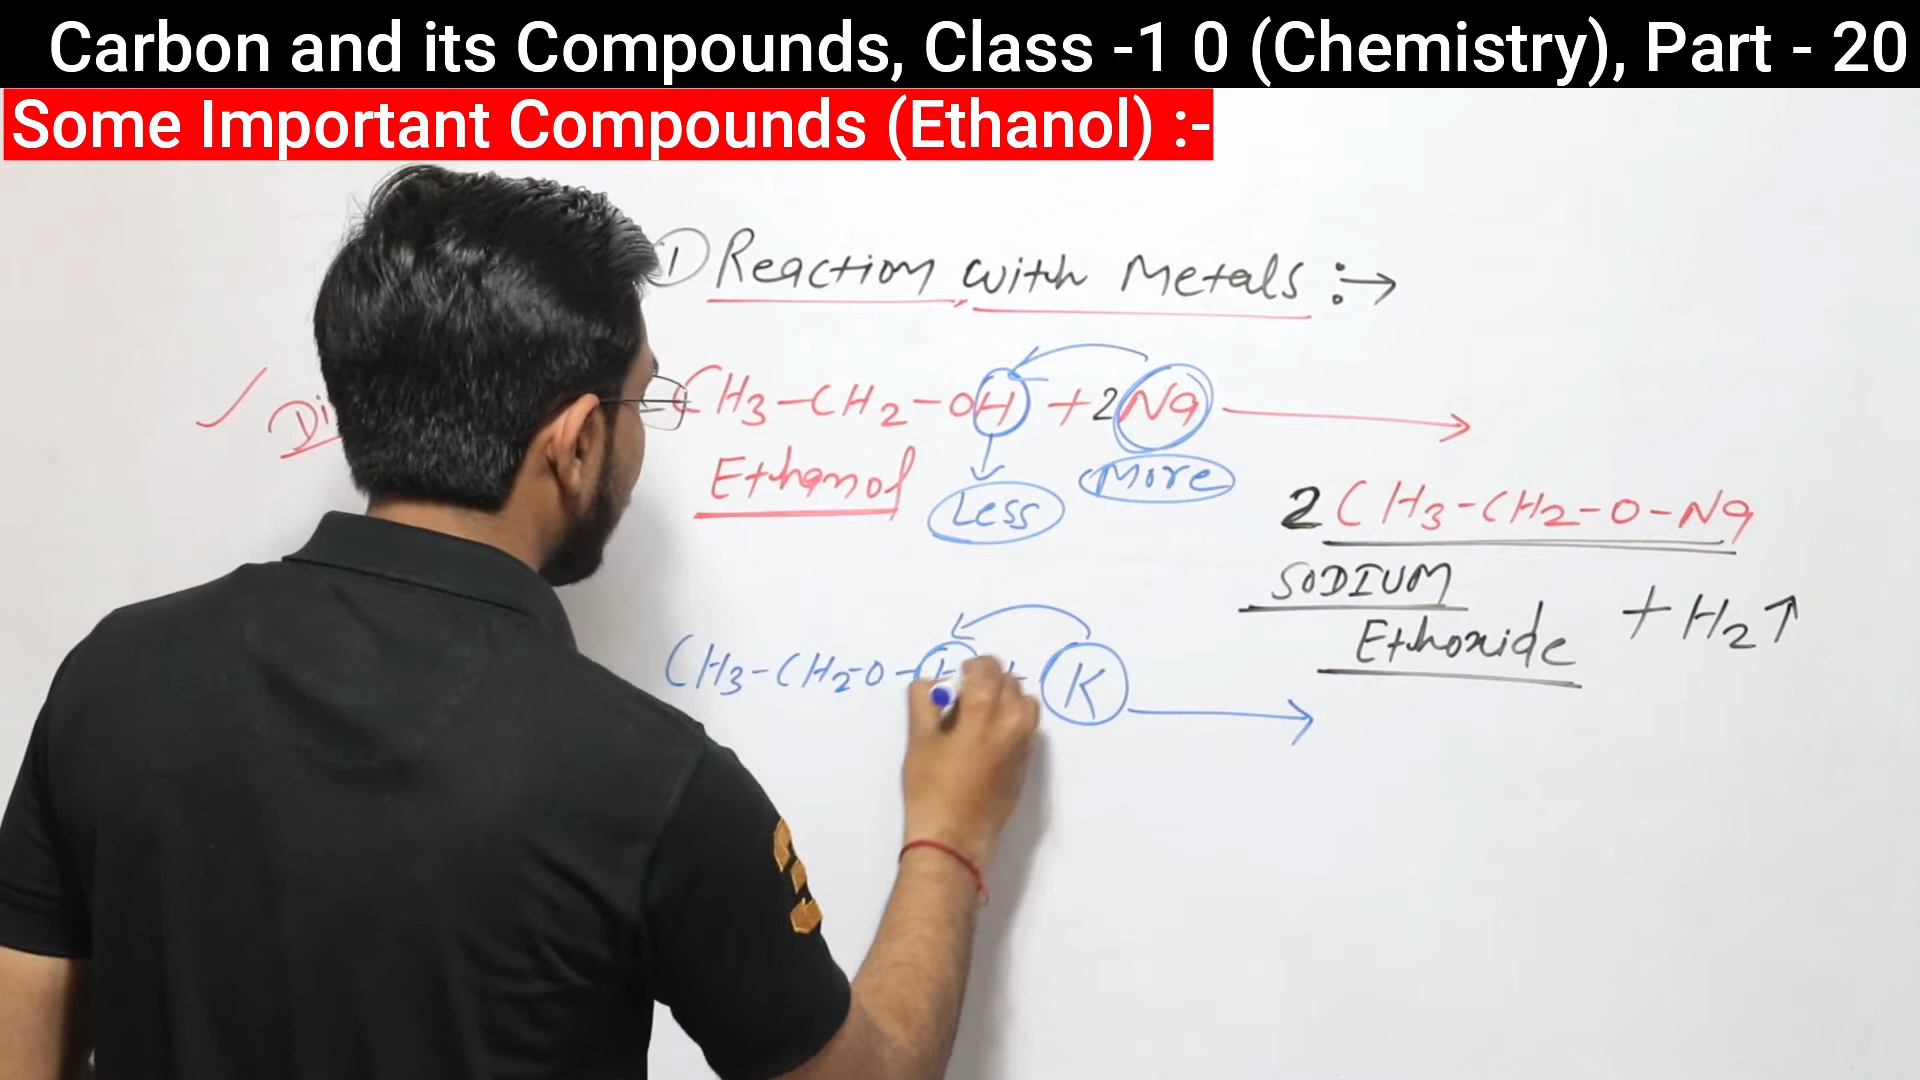 Carbon and its Compounds, Class -1 0 (Chemistry), Part - 20
Some Important Compounds (Ethanol) :-
① Reaction with Metals :→
CH3-CH2-OH + 2Na →
Ethanol
Less
More
2CH3-CH2-O-Na
SODIUM
Ethoxide + H2↑
CH3-CH2-O-H + K →